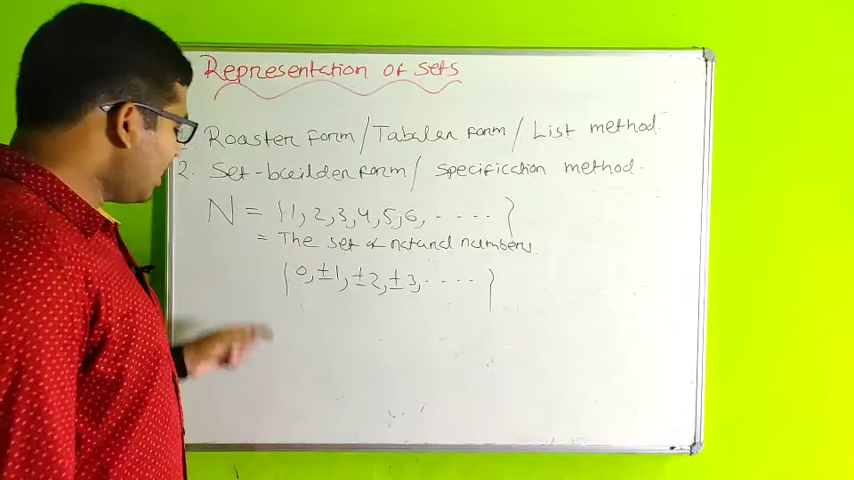 Representation of sets
Roaster form/Tabular form/List method.
2. Set-builder form/ Specification method.
N = {1, 2, 3, 4, 5, 6, .....}
= The set of natural numbers.
{0, ±1, ±2, ±3, .....}